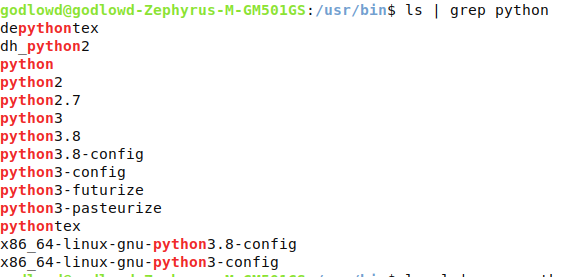 godlowd@godlowd-Zephyrus-M-GM501GS:/usr/bin$ ls | grep python
depythontex
dh_python2
python
python2
python2.7
python3
python3.8
python3.8-config
python3-config
python3-futurize
python3-pasteurize
pythontex
x86_64-linux-gnu-python3.8-config
x86_64-linux-gnu-python3-config